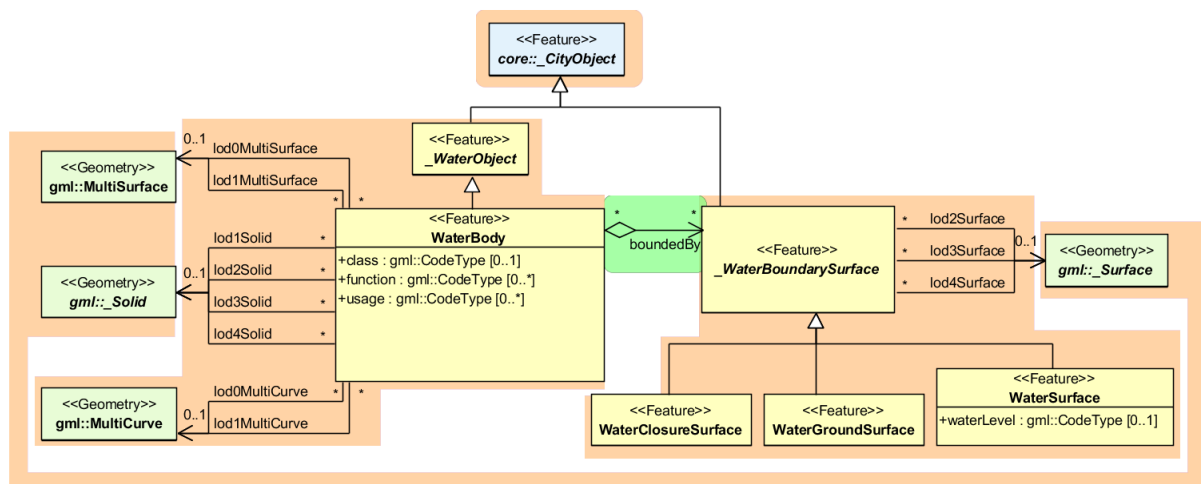 <<Feature>>
core::_CityObject
<<Feature>>
_WaterObject
0..1
lod0MultiSurface
<<Geometry>>
gml::MultiSurface
lod1MultiSurface
*
*
<<Feature>>
WaterBody
+class : gml::CodeType [0..1]
+function : gml::CodeType [0..*]
+usage : gml::CodeType [0..*]
lod1Solid
*
0..1
lod2Solid
*
<<Geometry>>
gml::_Solid
lod3Solid
*
lod4Solid
*
lod0MultiCurve
*
*
0..1
<<Geometry>>
gml::MultiCurve
lod1MultiCurve
*
*
boundedBy
<<Feature>>
_WaterBoundarySurface
*
lod2Surface
*
lod3Surface
0..1
*
lod4Surface
<<Geometry>>
gml::_Surface
<<Feature>>
WaterClosureSurface
<<Feature>>
WaterGroundSurface
<<Feature>>
WaterSurface
+waterLevel : gml::CodeType [0..1]